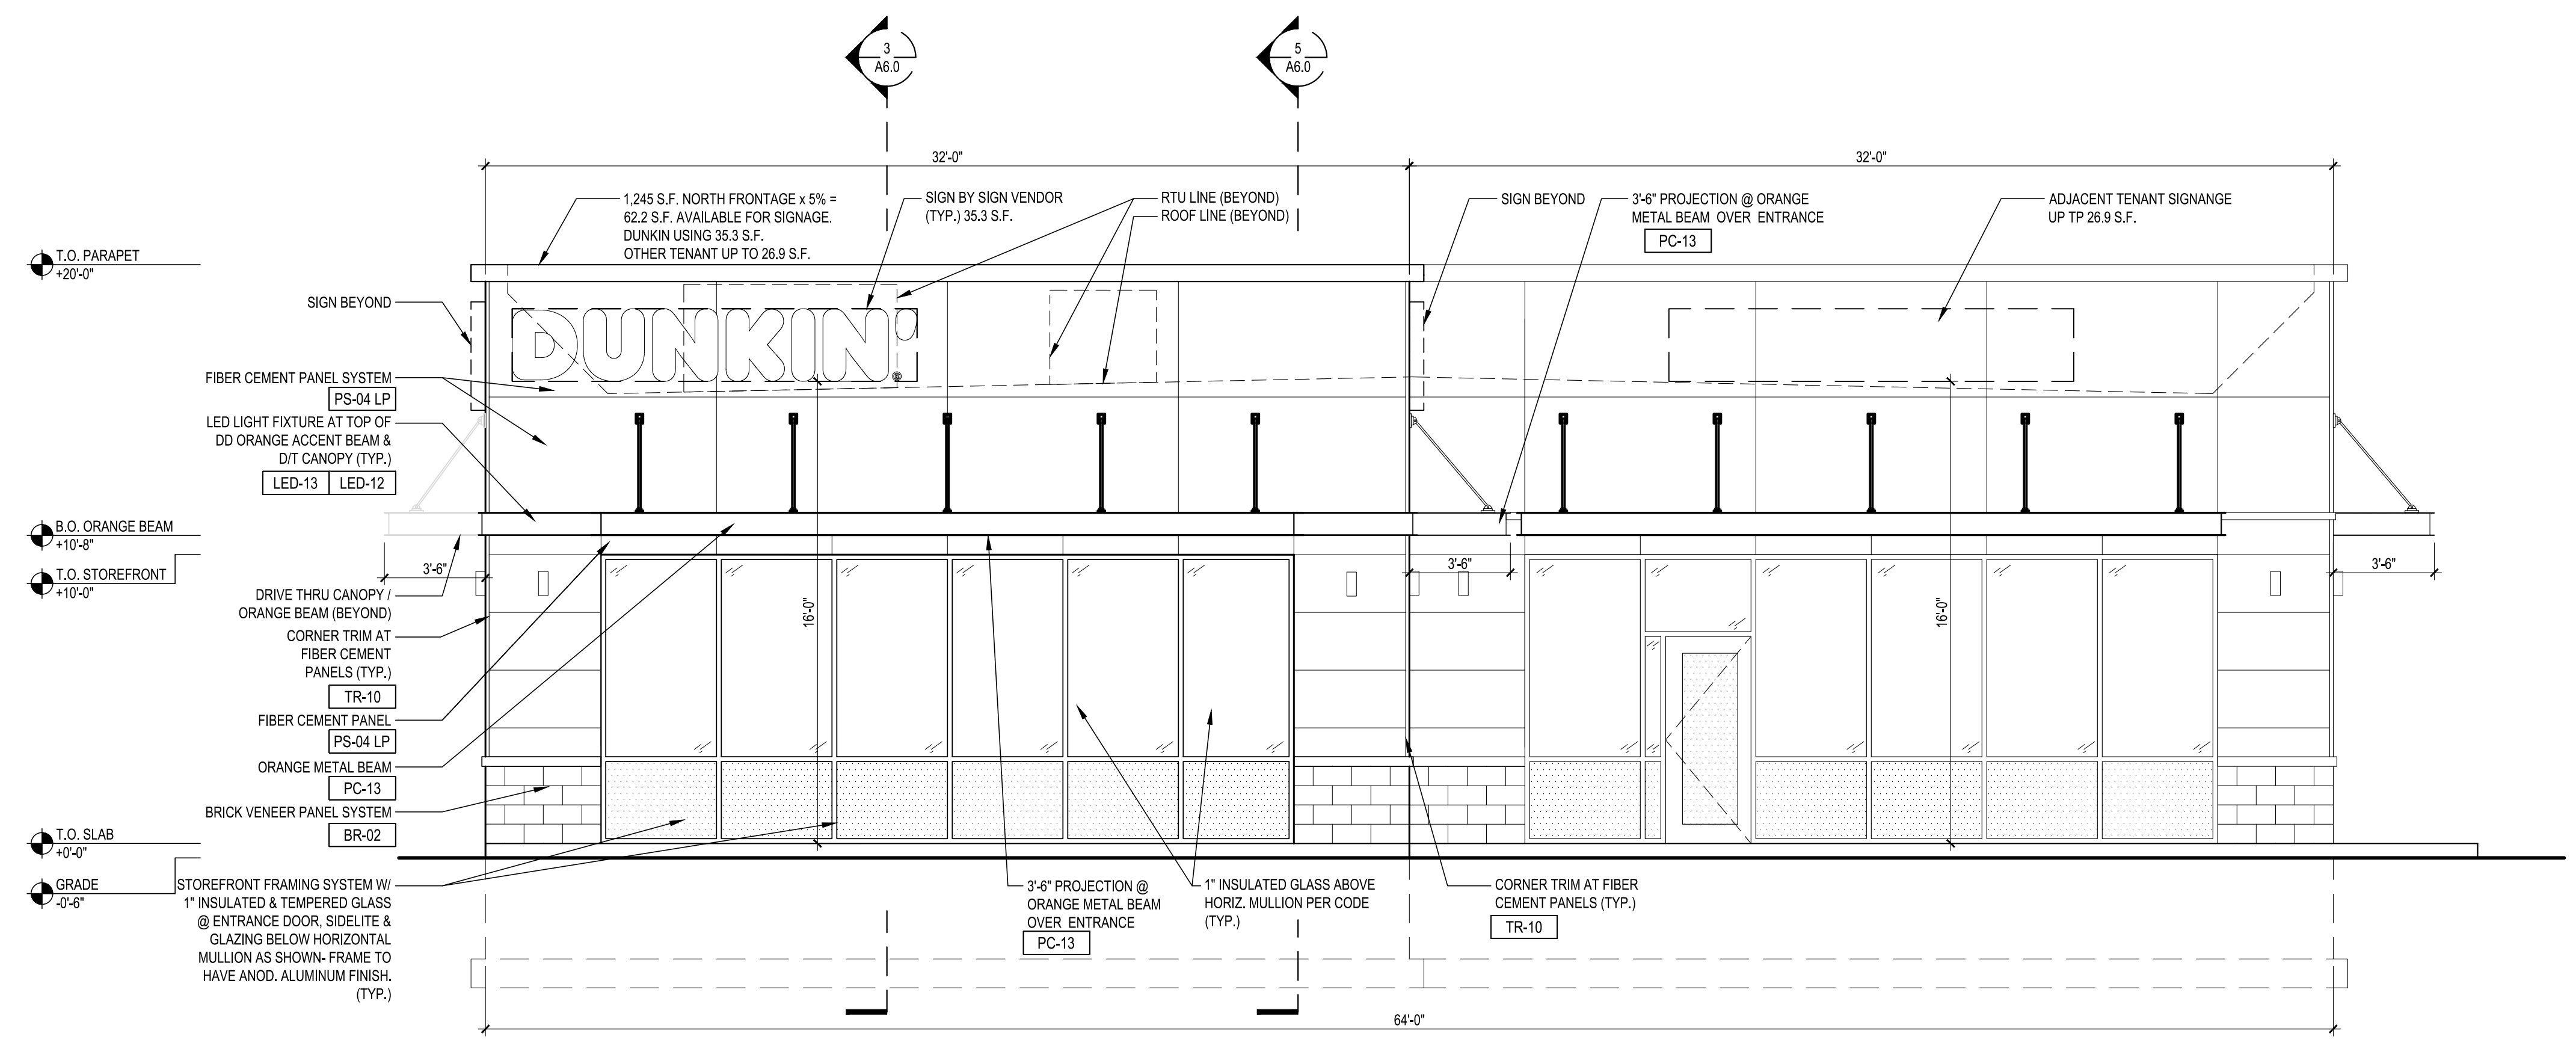 3
A6.0
5
A6.0
32'-0"
32'-0"
1,245 S.F. NORTH FRONTAGE x 5% =
62.2 S.F. AVAILABLE FOR SIGNAGE.
DUNKIN USING 35.3 S.F.
OTHER TENANT UP TO 26.9 S.F.
SIGN BY SIGN VENDOR
(TYP.) 35.3 S.F.
RTU LINE (BEYOND)
ROOF LINE (BEYOND)
SIGN BEYOND
3'-6" PROJECTION @ ORANGE
METAL BEAM OVER ENTRANCE
PC-13
ADJACENT TENANT SIGNANGE
UP TP 26.9 S.F.
T.O. PARAPET
+20'-0"
SIGN BEYOND
DUNKIN'
FIBER CEMENT PANEL SYSTEM
PS-04 LP
LED LIGHT FIXTURE AT TOP OF
DD ORANGE ACCENT BEAM &
D/T CANOPY (TYP.)
LED-13 LED-12
B.O. ORANGE BEAM
+10'-8"
T.O. STOREFRONT
+10'-0"
3'-6"
3'-6"
3'-6"
16'-0"
16'-0"
DRIVE THRU CANOPY /
ORANGE BEAM (BEYOND)
CORNER TRIM AT
FIBER CEMENT
PANELS (TYP.)
TR-10
FIBER CEMENT PANEL
PS-04 LP
ORANGE METAL BEAM
PC-13
BRICK VENEER PANEL SYSTEM
BR-02
T.O. SLAB
+0'-0"
GRADE
-0'-6"
STOREFRONT FRAMING SYSTEM W/
1" INSULATED & TEMPERED GLASS
@ ENTRANCE DOOR, SIDELITE &
GLAZING BELOW HORIZONTAL
MULLION AS SHOWN- FRAME TO
HAVE ANOD. ALUMINUM FINISH.
(TYP.)
3'-6" PROJECTION @
ORANGE METAL BEAM
OVER ENTRANCE
PC-13
1" INSULATED GLASS ABOVE
HORIZ. MULLION PER CODE
(TYP.)
CORNER TRIM AT FIBER
CEMENT PANELS (TYP.)
TR-10
64'-0"